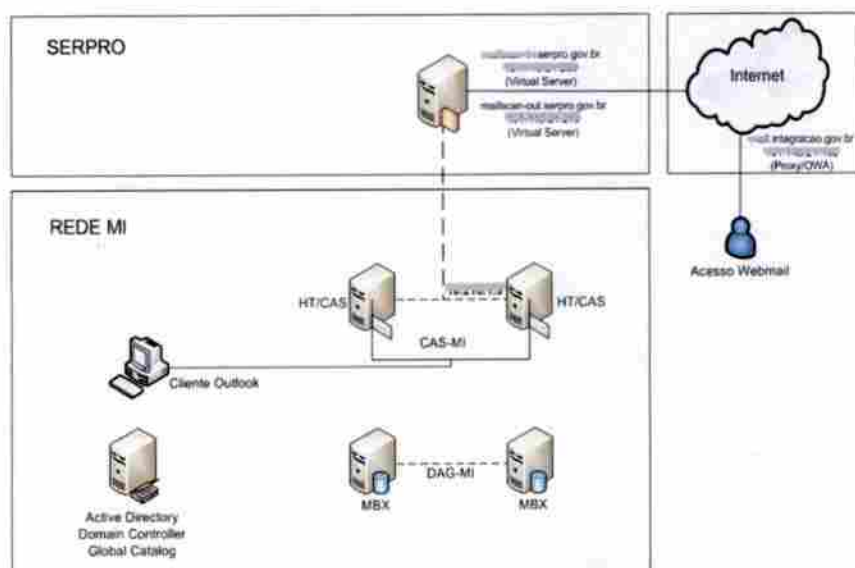 SERPRO
serpro.gov.br
(Virtual Server)
mailscan-out.serpro.gov.br
(Virtual Server)
Internet
.integracao.gov.br
(Proxy/OWA)
Acesso Webmail
REDE MI
HT/CAS
HT/CAS
CAS-MI
Cliente Outlook
DAG-MI
MBX
MBX
Active Directory
Domain Controller
Global Catalog